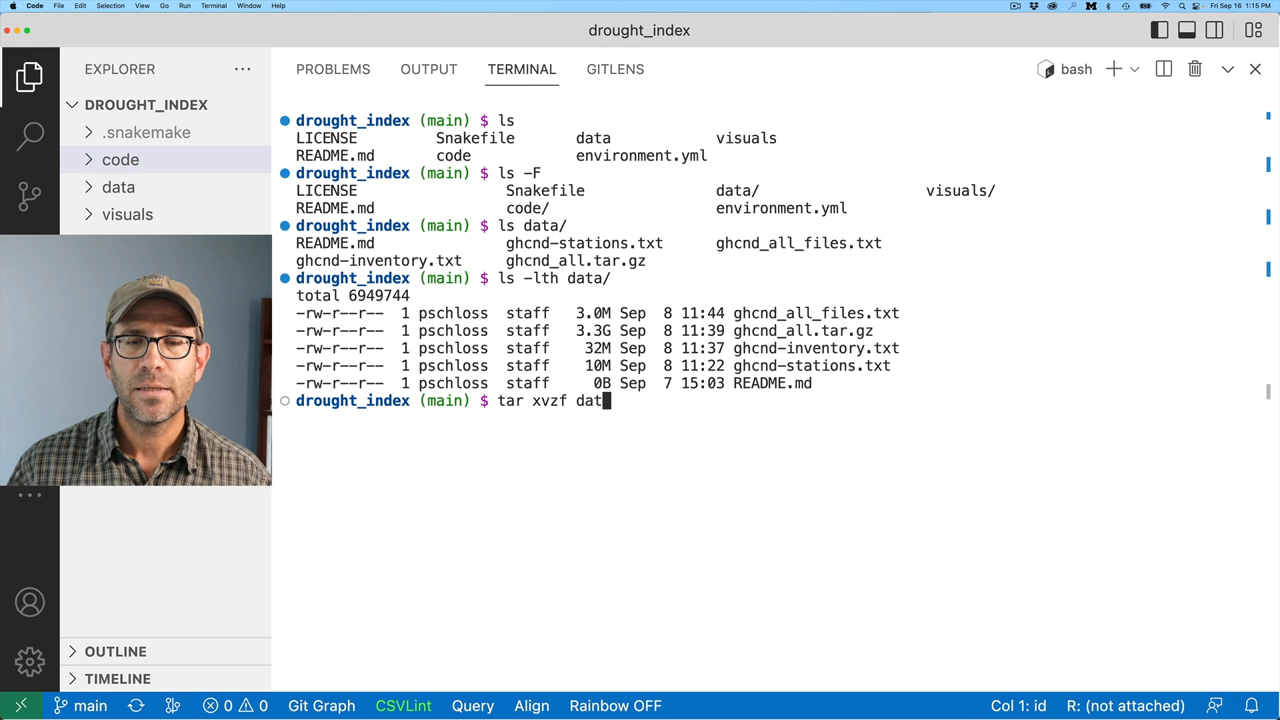 Code File Edit Selection View Go Run Terminal Window Help Fri Sep 16 1:15 PM
drought_index
EXPLORER
PROBLEMS OUTPUT TERMINAL GITLENS bash
DROUGHT_INDEX
.snakemake
code
data
visuals
drought_index (main) $ ls
LICENSE Snakefile data visuals
README.md code environment.yml
drought_index (main) $ ls -F
LICENSE Snakefile data/ visuals/
README.md code/ environment.yml
drought_index (main) $ ls data/
README.md ghcnd-stations.txt ghcnd_all_files.txt
ghcnd-inventory.txt ghcnd_all.tar.gz
drought_index (main) $ ls -lth data/
total 6949744
-rw-r--r-- 1 pschloss staff 3.0M Sep 8 11:44 ghcnd_all_files.txt
-rw-r--r-- 1 pschloss staff 3.3G Sep 8 11:39 ghcnd_all.tar.gz
-rw-r--r-- 1 pschloss staff 32M Sep 8 11:37 ghcnd-inventory.txt
-rw-r--r-- 1 pschloss staff 10M Sep 8 11:22 ghcnd-stations.txt
-rw-r--r-- 1 pschloss staff 0B Sep 7 15:03 README.md
drought_index (main) $ tar xvzf dat
OUTLINE
TIMELINE
main 0 0 Git Graph CSVLint Query Align Rainbow OFF Col 1: id R: (not attached)